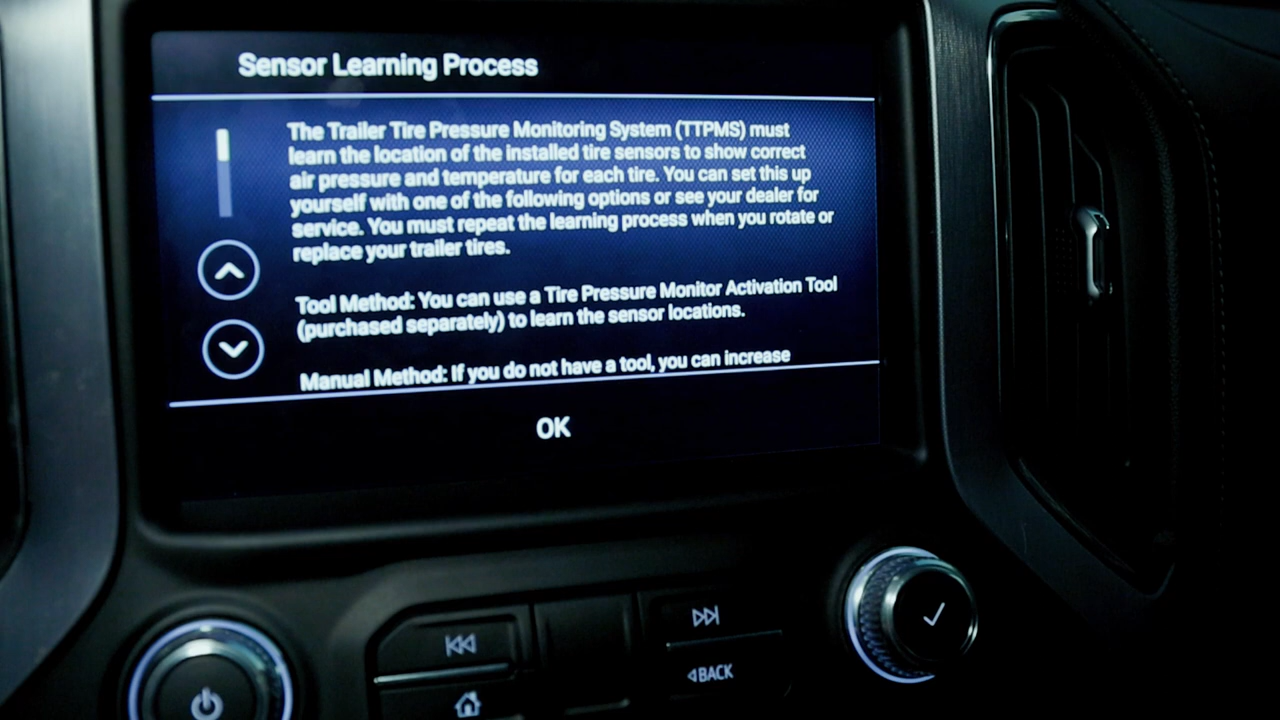 Sensor Learning Process
The Trailer Tire Pressure Monitoring System (TTPMS) must
learn the location of the installed tire sensors to show correct
air pressure and temperature for each tire. You can set this up
yourself with one of the following options or see your dealer for
service. You must repeat the learning process when you rotate or
replace your trailer tires.
Tool Method: You can use a Tire Pressure Monitor Activation Tool
(purchased separately) to learn the sensor locations.
Manual Method: If you do not have a tool, you can increase
OK
BACK